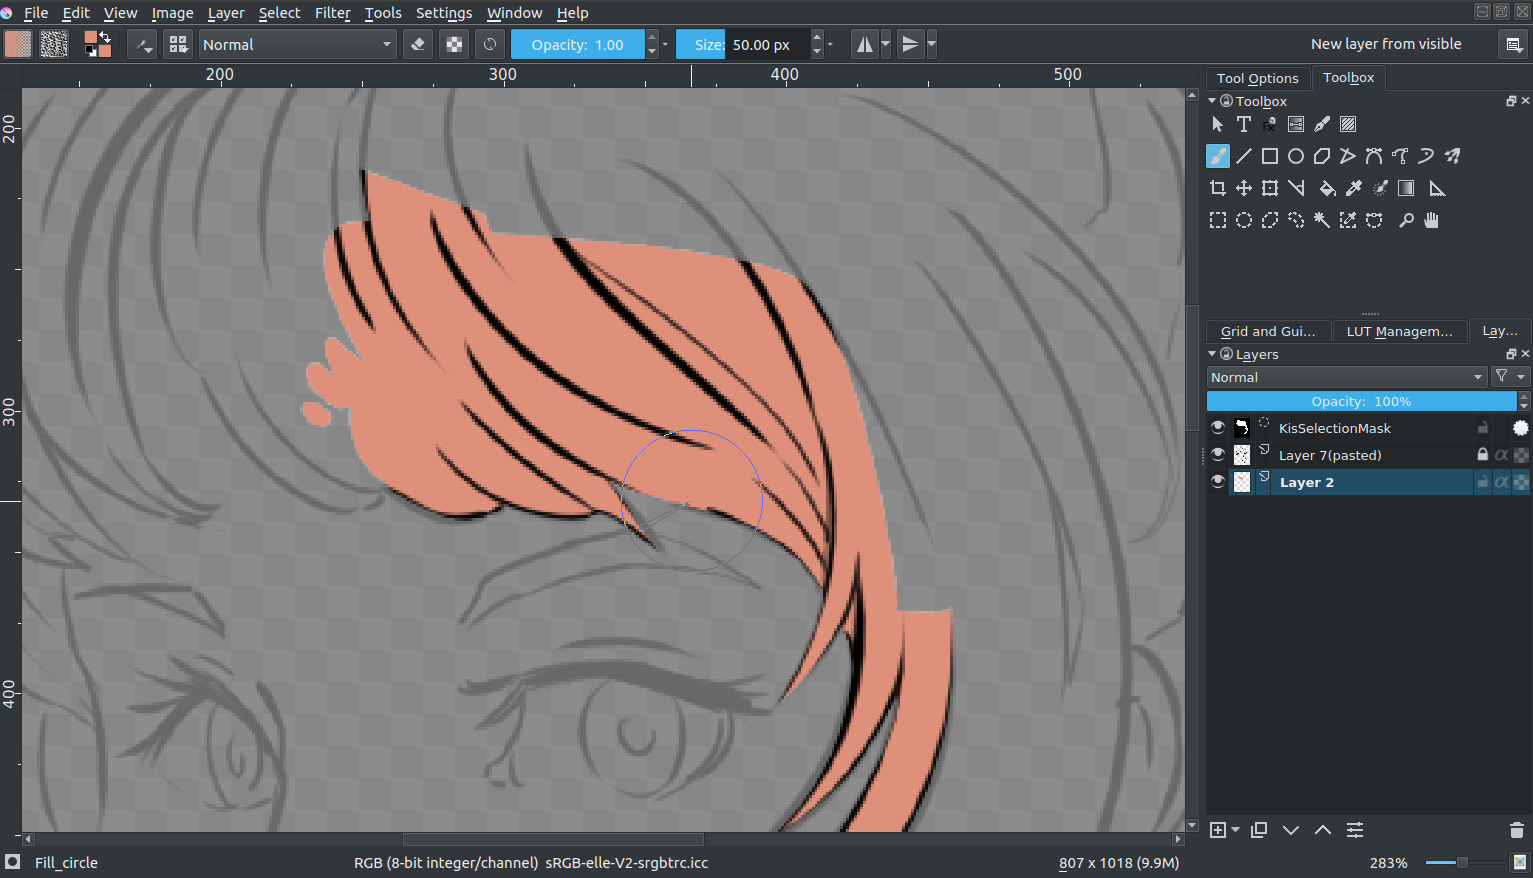 File Edit View Image Layer Select Filter Tools Settings Window Help
Normal Opacity: 1.00 Size: 50.00 px New layer from visible
200 300 400 500
200
300
400
Tool Options Toolbox
Toolbox
Grid and Gui... LUT Managem... Lay...
Layers
Normal
Opacity: 100%
KisSelectionMask
Layer 7(pasted)
Layer 2
Fill_circle RGB (8-bit integer/channel) sRGB-elle-V2-srgbtrc.icc 807 x 1018 (9.9M) 283%